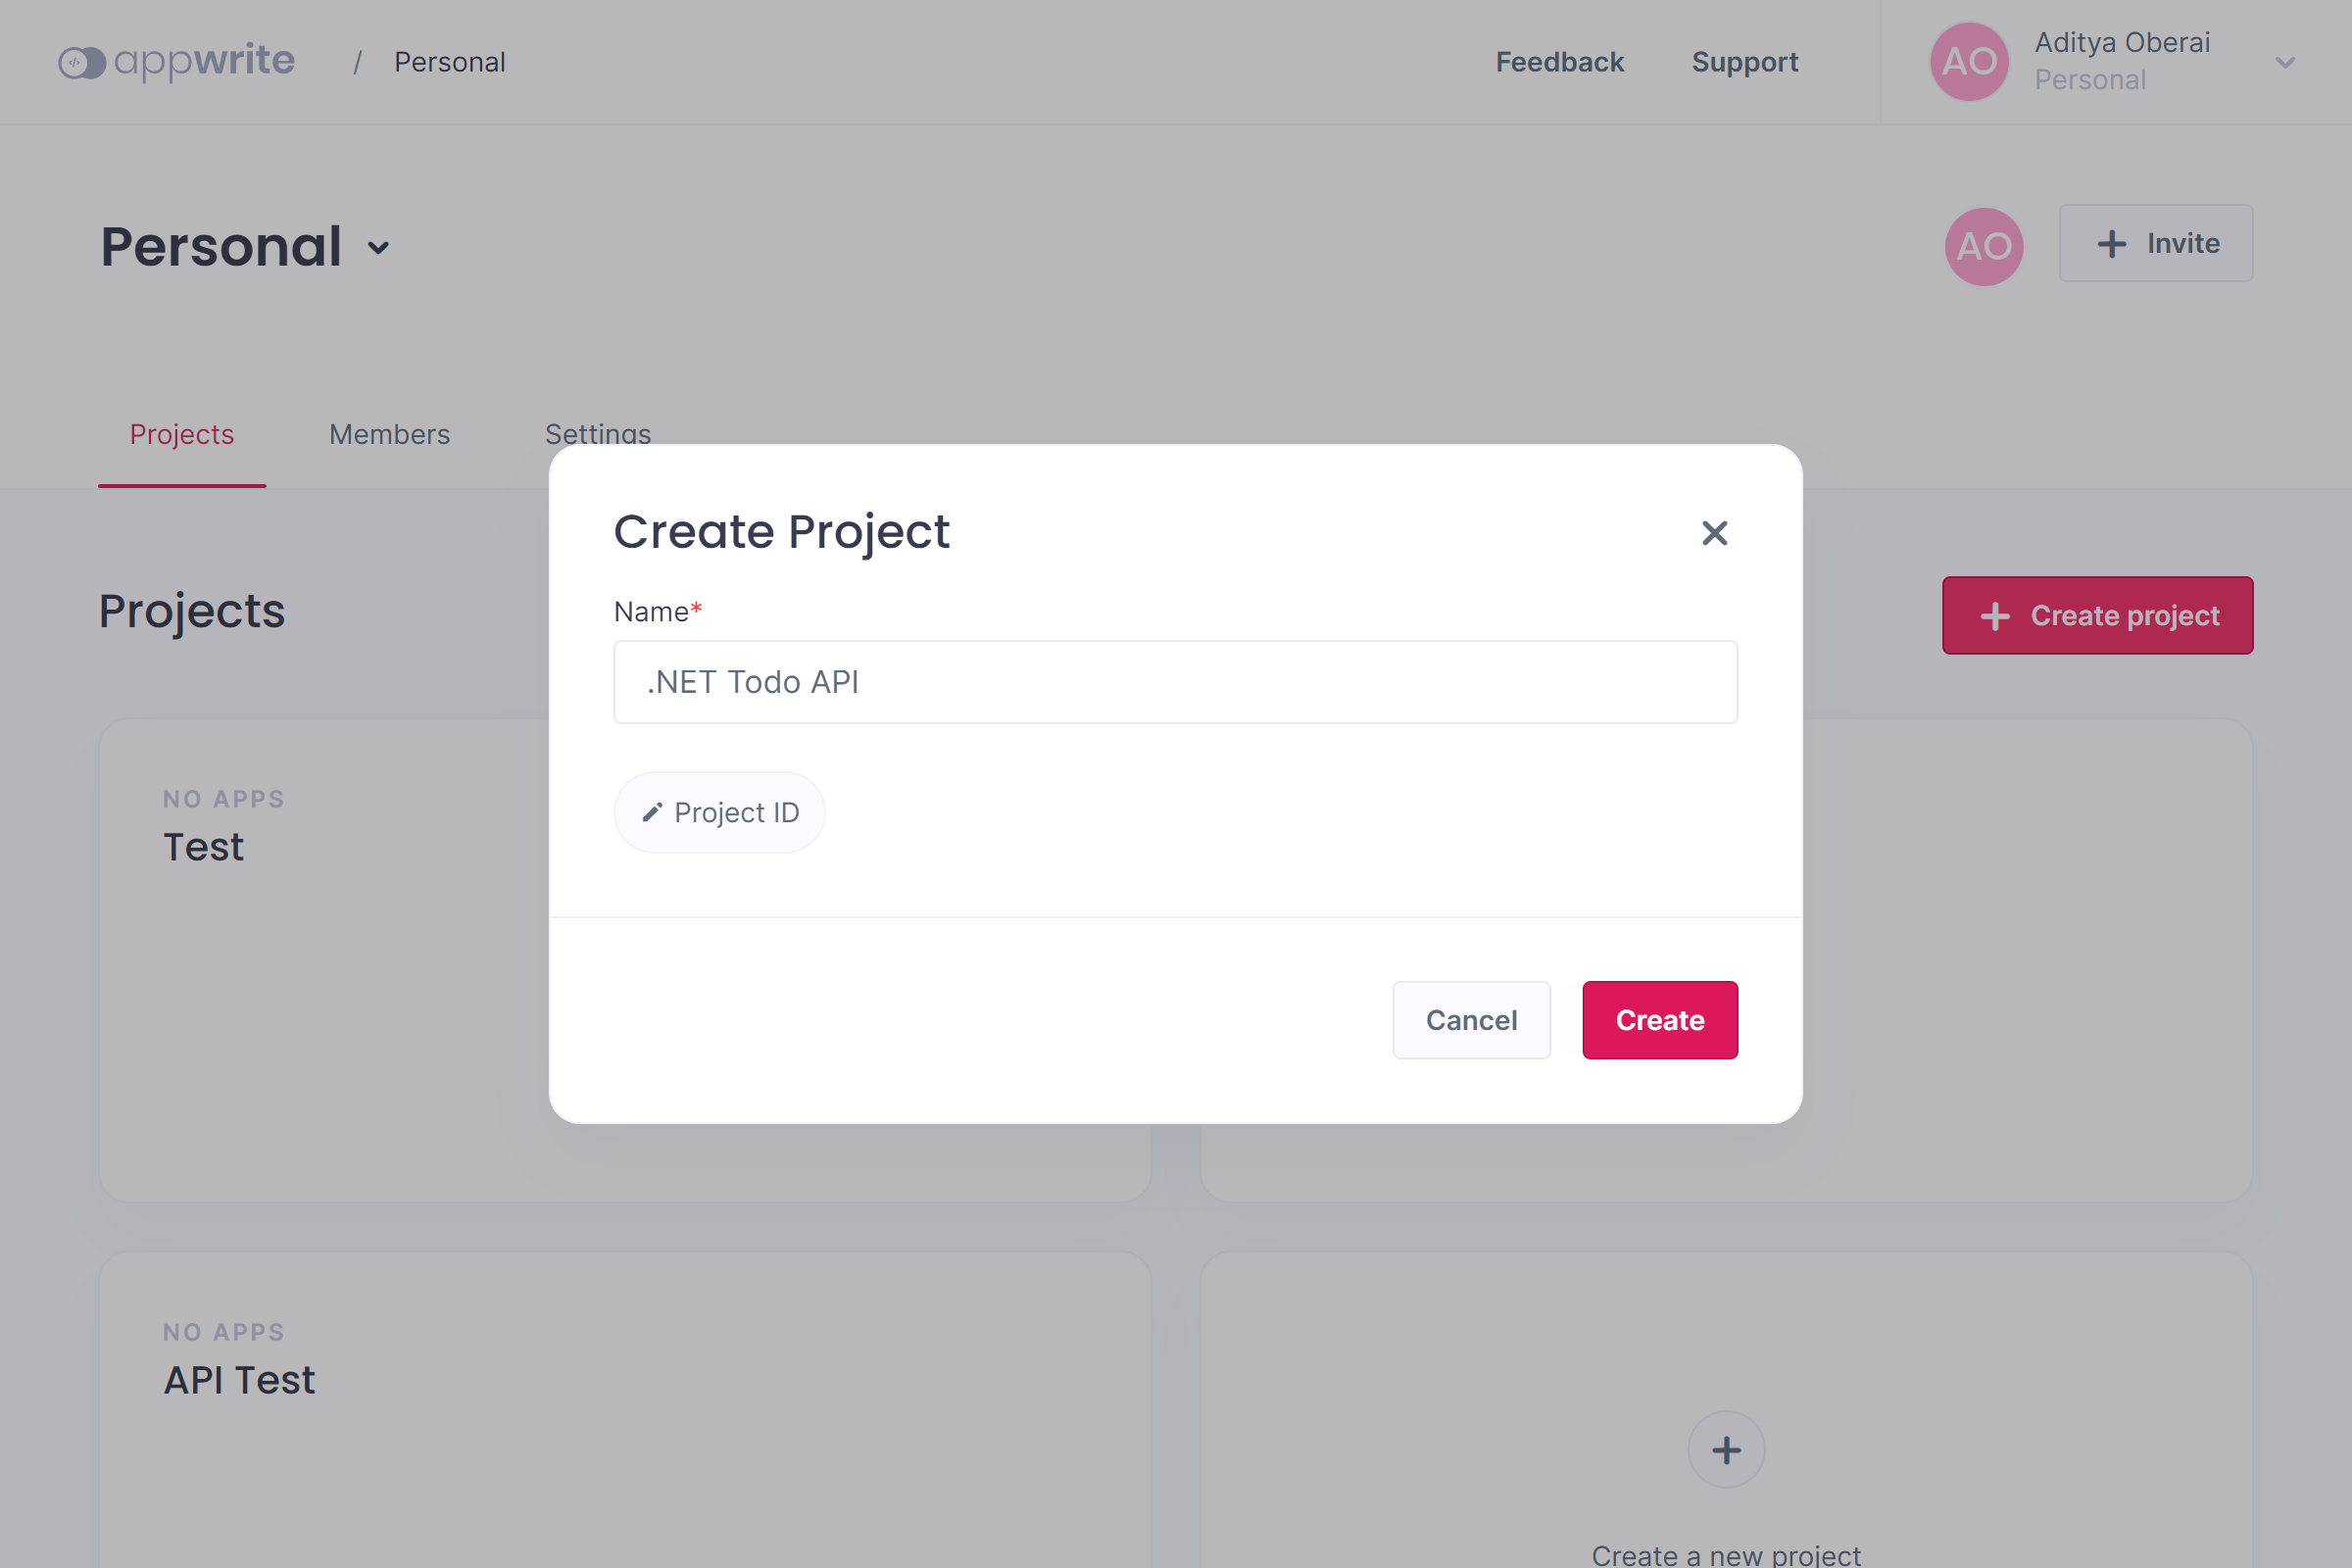 appwrite / Personal Feedback Support AO Aditya Oberai
Personal
Personal AO Invite
Projects Members Settings
Create Project
Name*
.NET Todo API
Project ID
Cancel Create
Projects Create project
NO APPS
Test
NO APPS
API Test
Create a new project